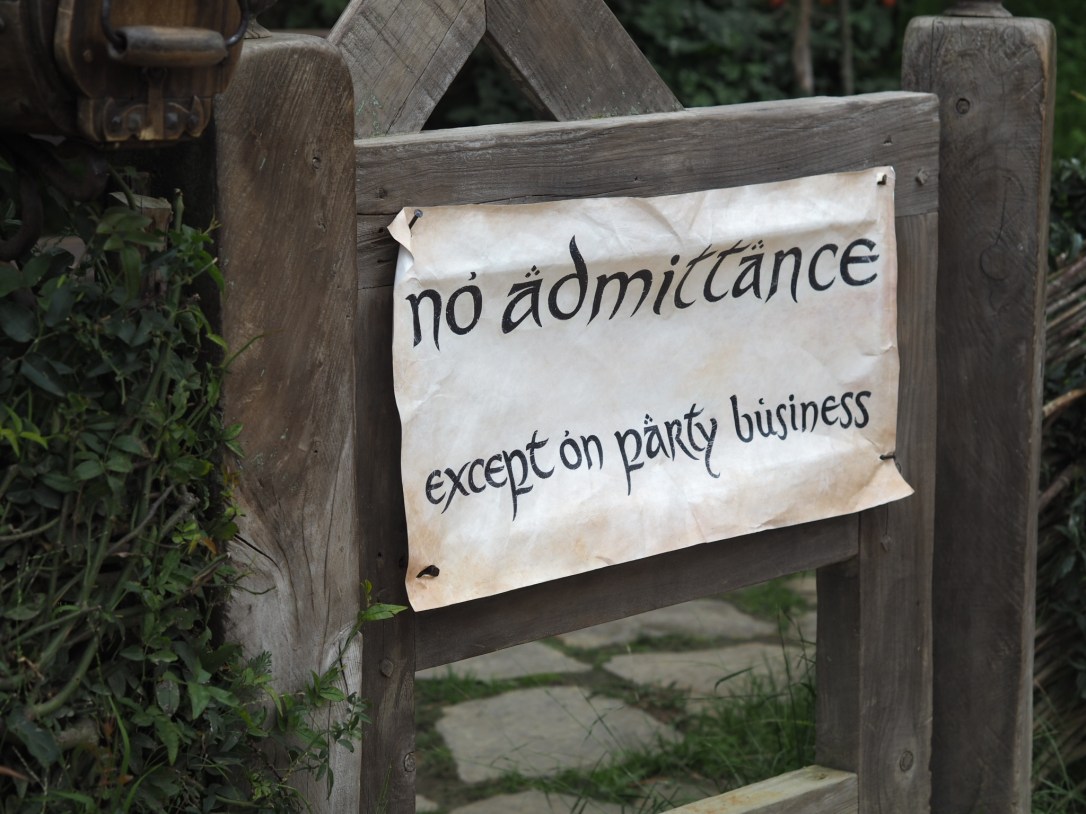 no admittance
except on party business